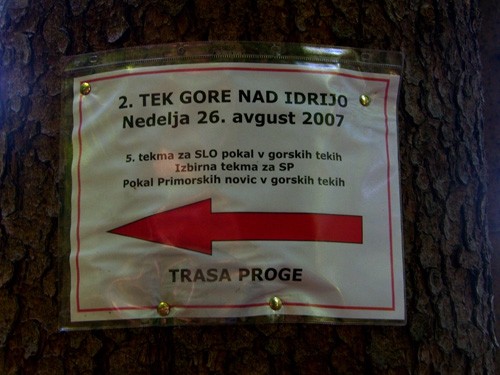 2. TEK GORE NAD IDRIJO
Nedelja 26. avgust 2007
5. tekma za SLO pokal v gorskih tekih
Izbirna tekma za SP
Pokal Primorskih novic v gorskih tekih
TRASA PROGE